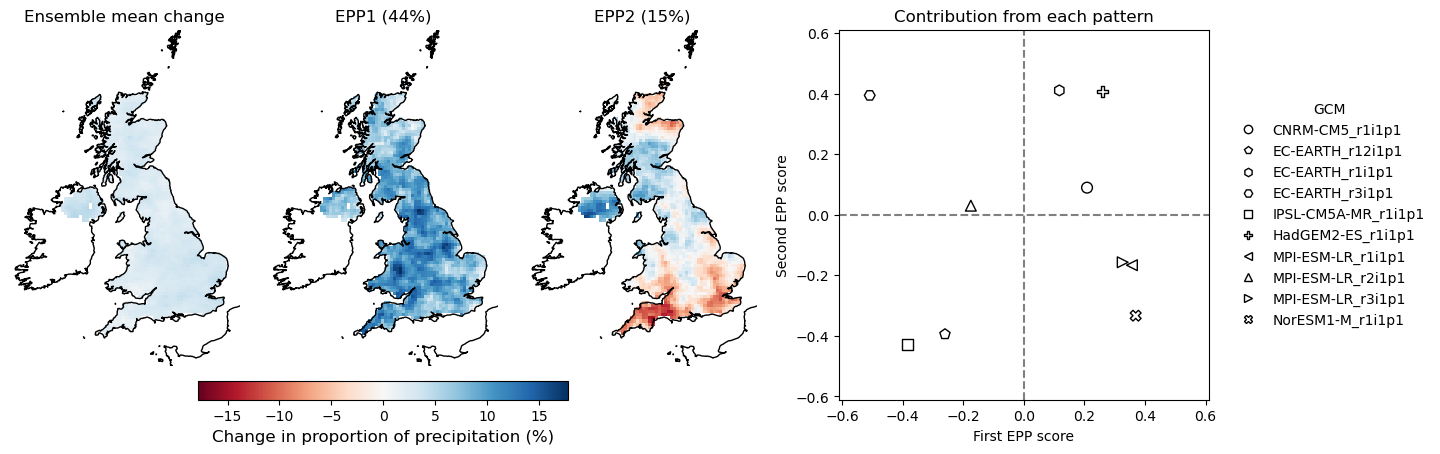 Ensemble mean change
EPP1 (44%)
EPP2 (15%)
Contribution from each pattern
0.6
0.4
0.2
0.0
−0.2
−0.4
−0.6
Second EPP score
−0.6
−0.4
−0.2
0.0
0.2
0.4
0.6
First EPP score
GCM
CNRM-CM5_r1i1p1
EC-EARTH_r12i1p1
EC-EARTH_r1i1p1
EC-EARTH_r3i1p1
IPSL-CM5A-MR_r1i1p1
HadGEM2-ES_r1i1p1
MPI-ESM-LR_r1i1p1
MPI-ESM-LR_r2i1p1
MPI-ESM-LR_r3i1p1
NorESM1-M_r1i1p1
−15
−10
−5
0
5
10
15
Change in proportion of precipitation (%)